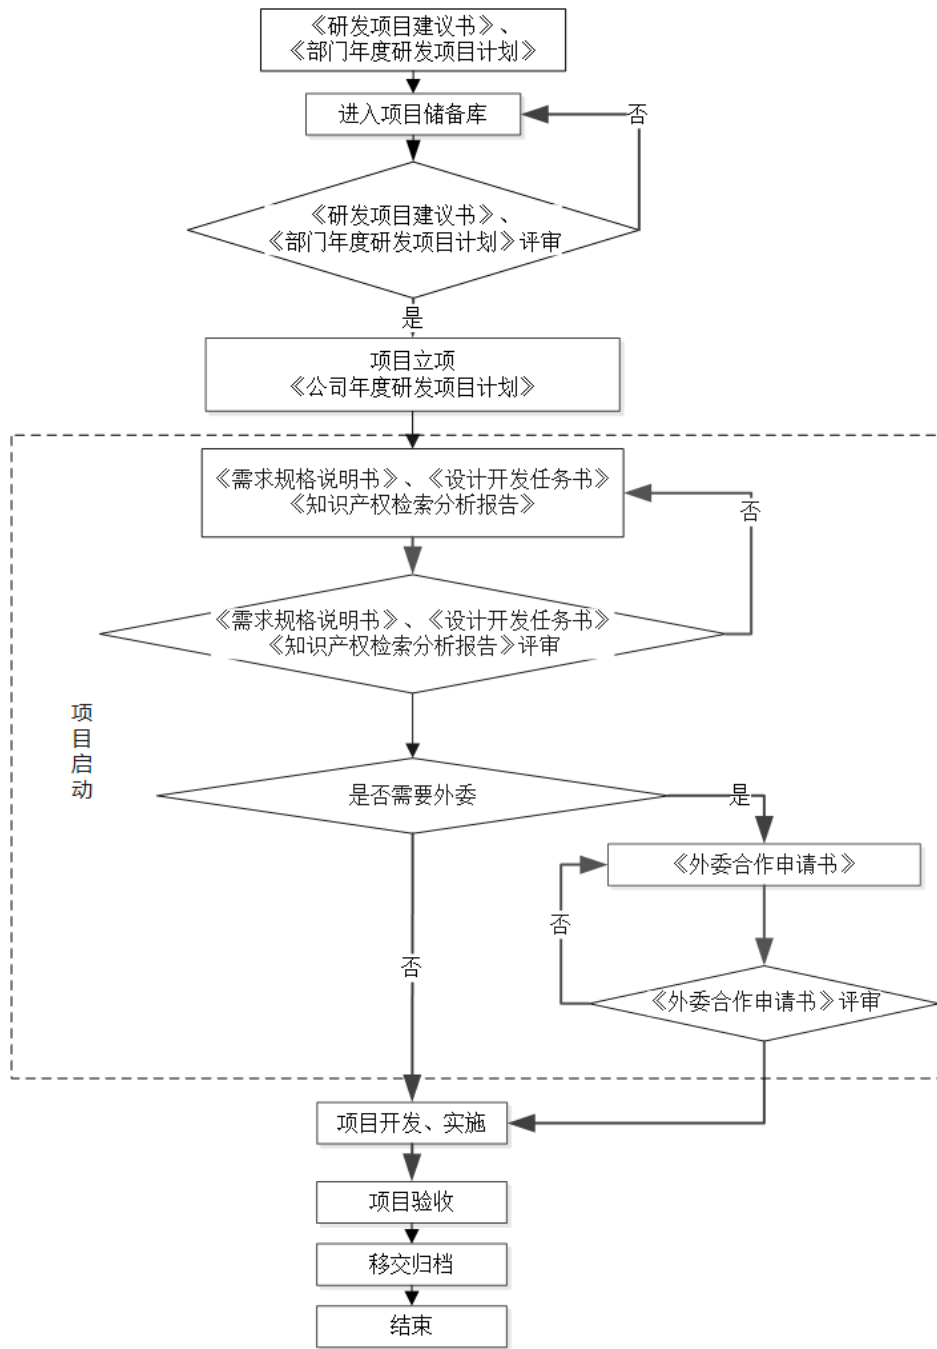 《研发项目建议书》、
《部门年度研发项目计划》
进入项目储备库
否
《研发项目建议书》、
《部门年度研发项目计划》评审
是
项目立项
《公司年度研发项目计划》
《需求规格说明书》、《设计开发任务书》
《知识产权检索分析报告》
否
《需求规格说明书》、《设计开发任务书》
《知识产权检索分析报告》评审
项
目
启
动
是否需要外委
是
《外委合作申请书》
否
否
《外委合作申请书》评审
项目开发、实施
项目验收
移交归档
结束